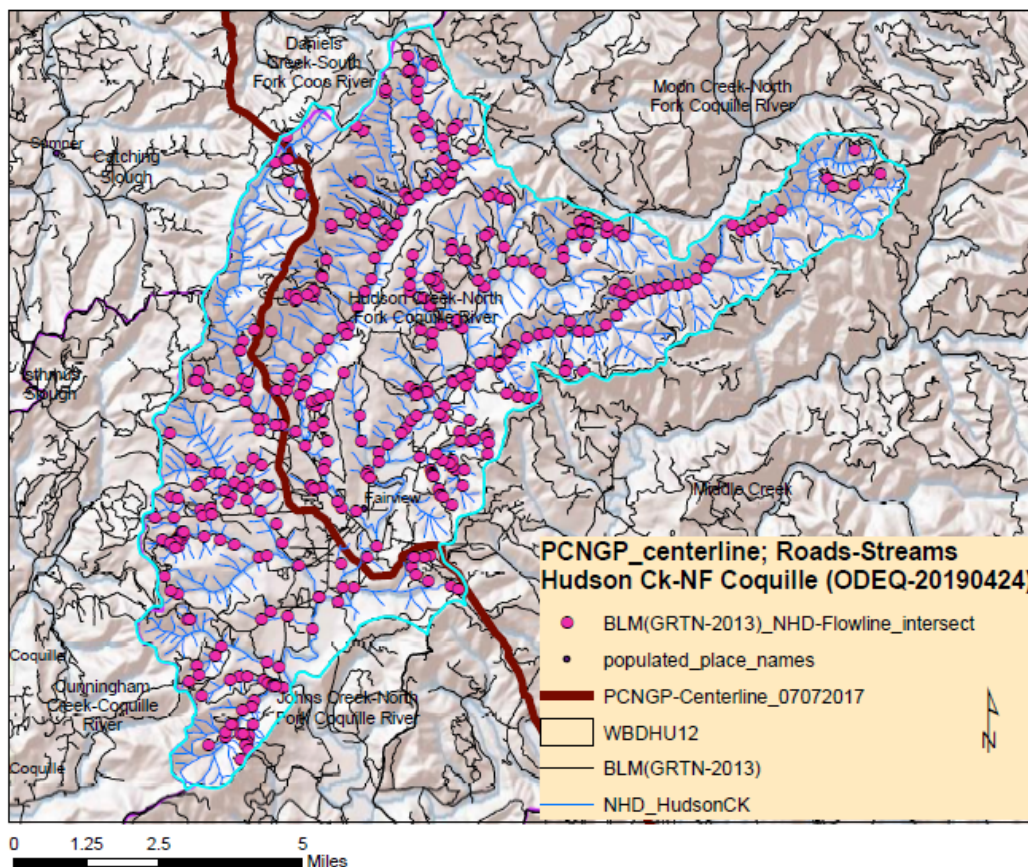 Daniels
Creek-South
Fork Coos River
Moon Creek-North
Fork Coquille River
Sumner
Catching
Slough
Hudson Creek-North
Fork Coquille River
Isthmus
Slough
Fairview
Middle Creek
Coquille
Cunningham
Creek-Coquille
River
Johns Creek-North
Fork Coquille River
Coquille
PCNGP_centerline; Roads-Streams
Hudson Ck-NF Coquille (ODEQ-20190424)
BLM(GRTN-2013)_NHD-Flowline_intersect
populated_place_names
PCNGP-Centerline_07072017
WBDHU12
BLM(GRTN-2013)
NHD_HudsonCK
N
0 1.25 2.5 5
Miles